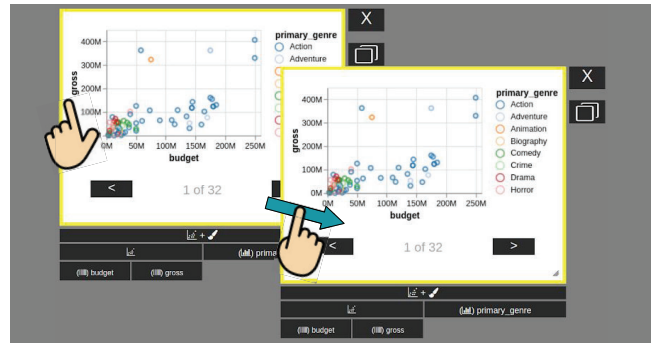 X
primary_genre
400M
Action
Adventure
300M
200M
100M
0M
gross
0M 50M 100M 150M 200M 250M
budget
< 1 of 32
+
budget gross
X
primary_genre
400M
Action
Adventure
300M
Animation
Biography
200M
Comedy
Crime
100M
Drama
Horror
0M
gross
0M 50M 100M 150M 200M 250M
budget
< 1 of 32 >
+
primary_genre
budget gross